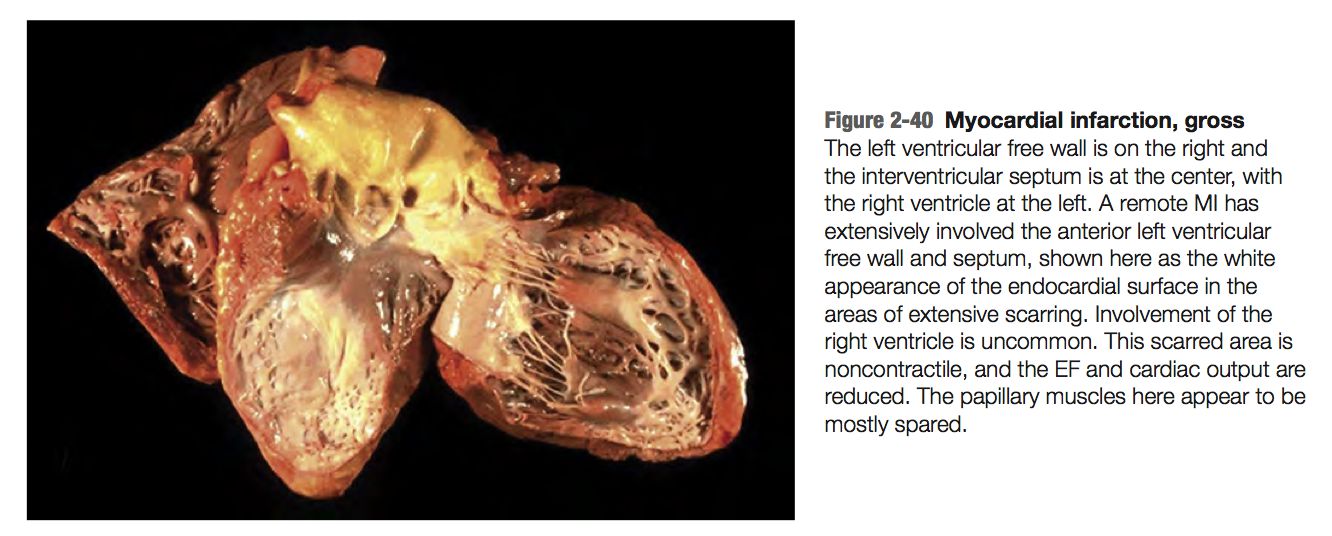 Figure 2-40 Myocardial infarction, gross
The left ventricular free wall is on the right and
the interventricular septum is at the center, with
the right ventricle at the left. A remote MI has
extensively involved the anterior left ventricular
free wall and septum, shown here as the white
appearance of the endocardial surface in the
areas of extensive scarring. Involvement of the
right ventricle is uncommon. This scarred area is
noncontractile, and the EF and cardiac output are
reduced. The papillary muscles here appear to be
mostly spared.